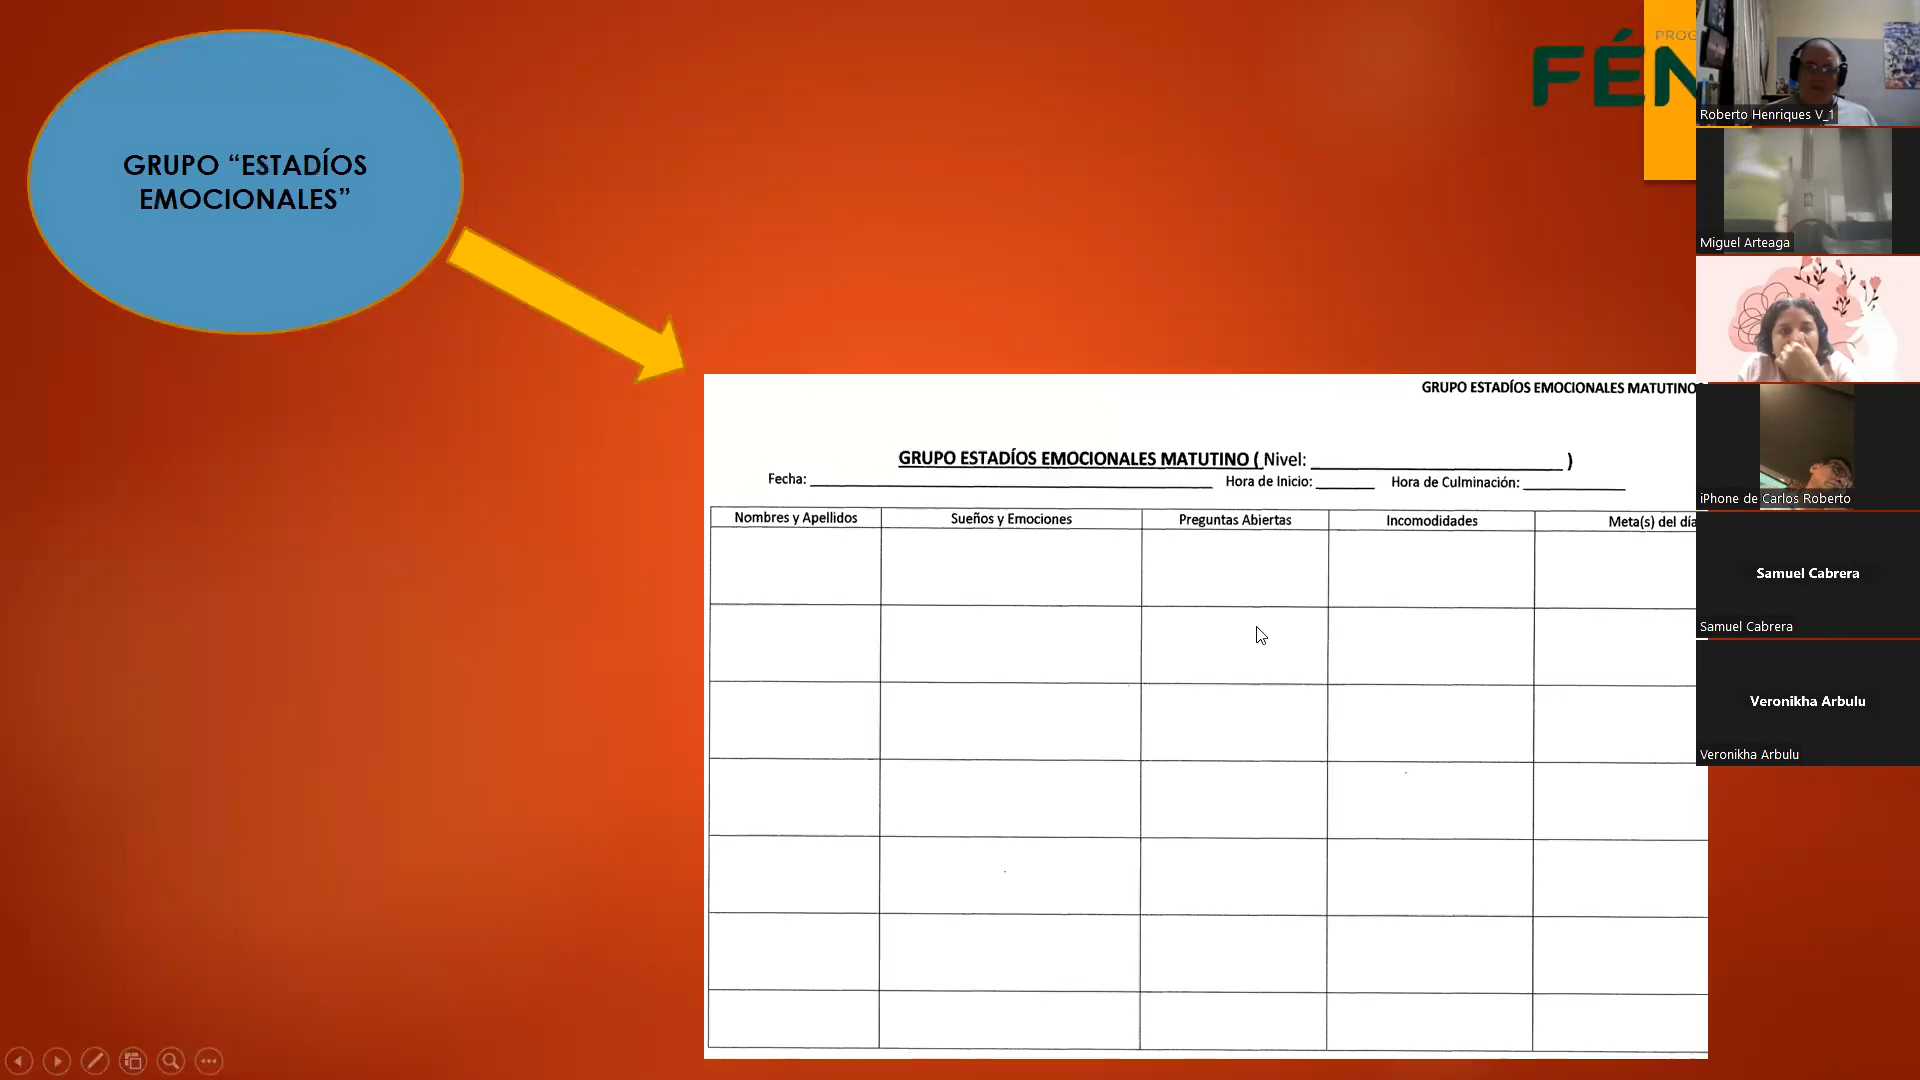 GRUPO “ESTADÍOS
EMOCIONALES”
PROG
FÉN
GRUPO ESTADÍOS EMOCIONALES MATUTINO
GRUPO ESTADÍOS EMOCIONALES MATUTINO ( Nivel: )
Fecha: Hora de Inicio: Hora de Culminación:
Nombres y Apellidos Sueños y Emociones Preguntas Abiertas Incomodidades Meta(s) del día
Roberto Henriques V_1
Miguel Arteaga
iPhone de Carlos Roberto
Samuel Cabrera
Samuel Cabrera
Veronikha Arbulu
Veronikha Arbulu